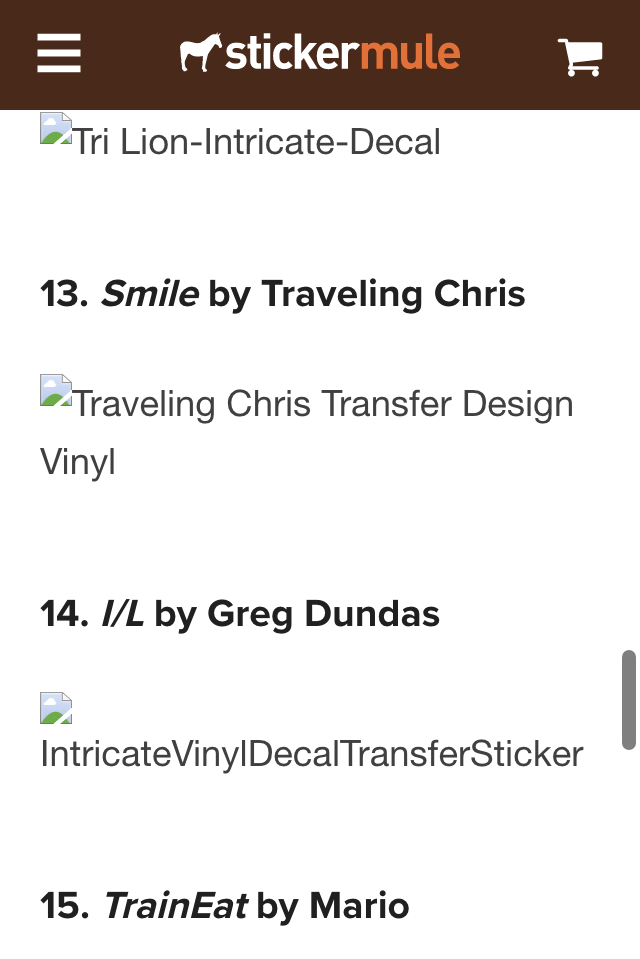 stickermule
Tri Lion-Intricate-Decal
13. Smile by Traveling Chris
Traveling Chris Transfer Design
Vinyl
14. I/L by Greg Dundas
IntricateVinylDecalTransferSticker
15. TrainEat by Mario